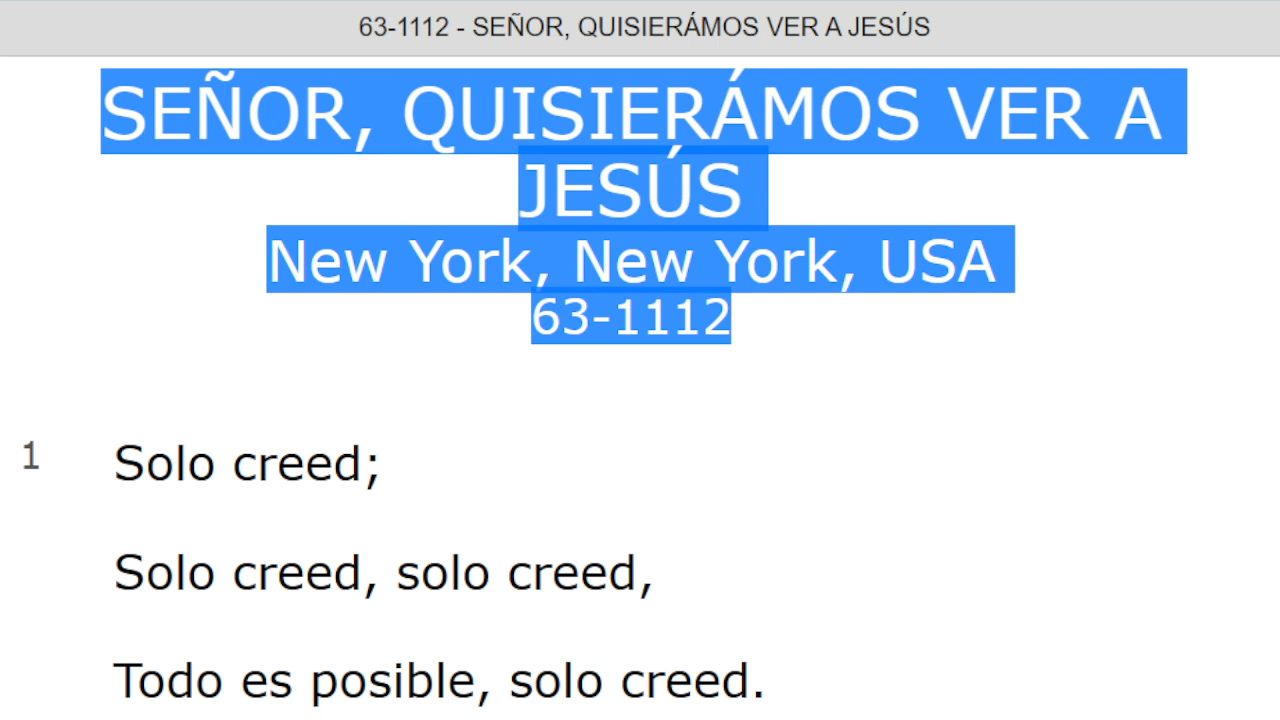 63-1112 - SEÑOR, QUISIERÁMOS VER A JESÚS
SEÑOR, QUISIERÁMOS VER A
JESÚS
New York, New York, USA
63-1112
1 Solo creed;
Solo creed, solo creed,
Todo es posible, solo creed.